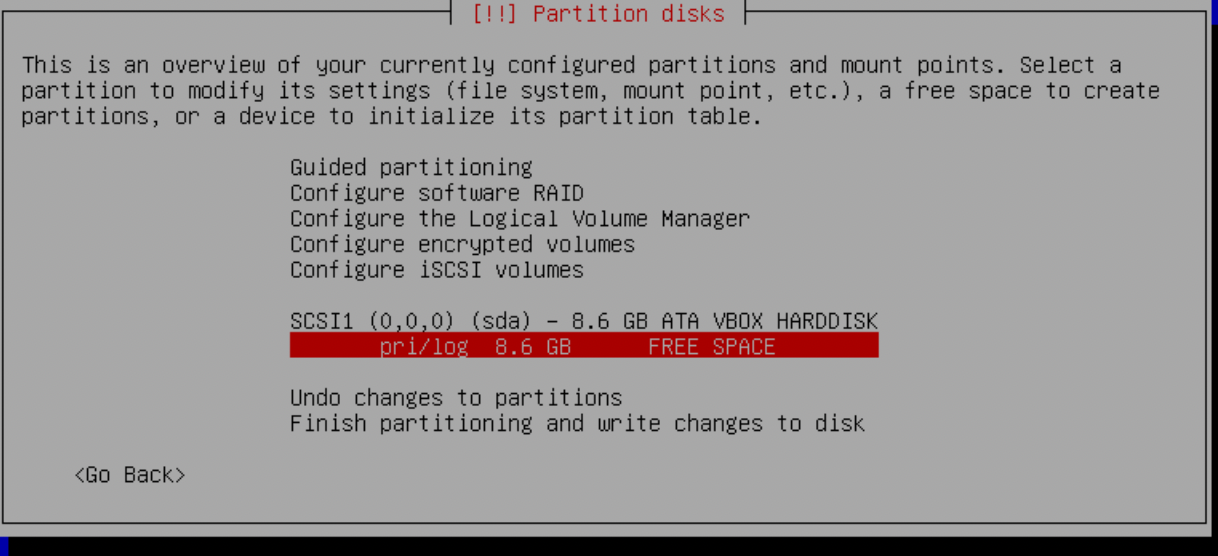 [!!] Partition disks
This is an overview of your currently configured partitions and mount points. Select a
partition to modify its settings (file system, mount point, etc.), a free space to create
partitions, or a device to initialize its partition table.
Guided partitioning
Configure software RAID
Configure the Logical Volume Manager
Configure encrypted volumes
Configure iSCSI volumes
SCSI1 (0,0,0) (sda) – 8.6 GB ATA VBOX HARDDISK
pri/log 8.6 GB FREE SPACE
Undo changes to partitions
Finish partitioning and write changes to disk
<Go Back>